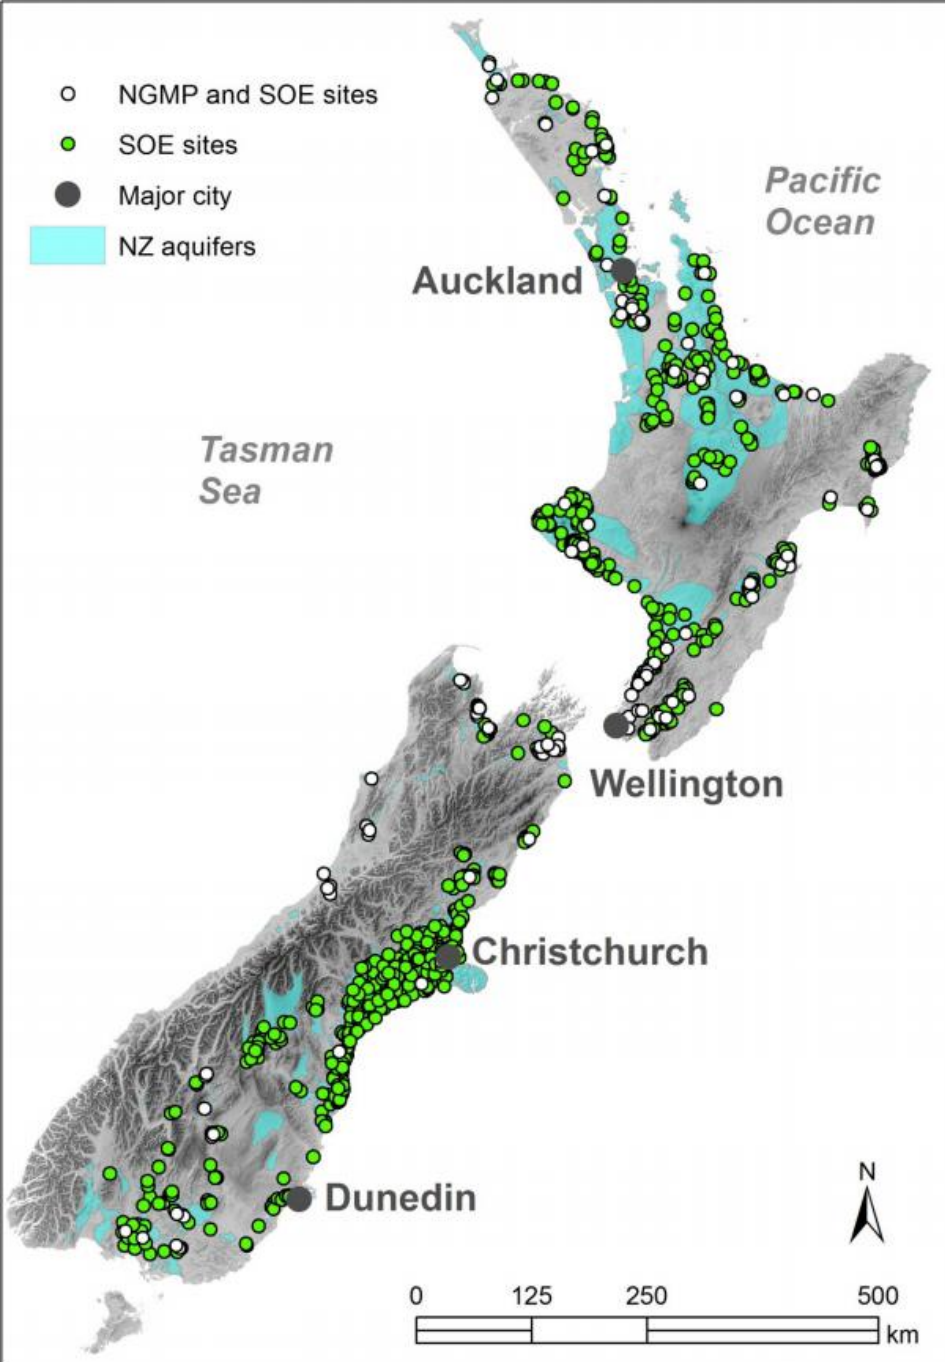 NGMP and SOE sites
SOE sites
Major city
NZ aquifers
Pacific
Ocean
Auckland
Tasman
Sea
Wellington
Christchurch
Dunedin
N
0 125 250 500
km